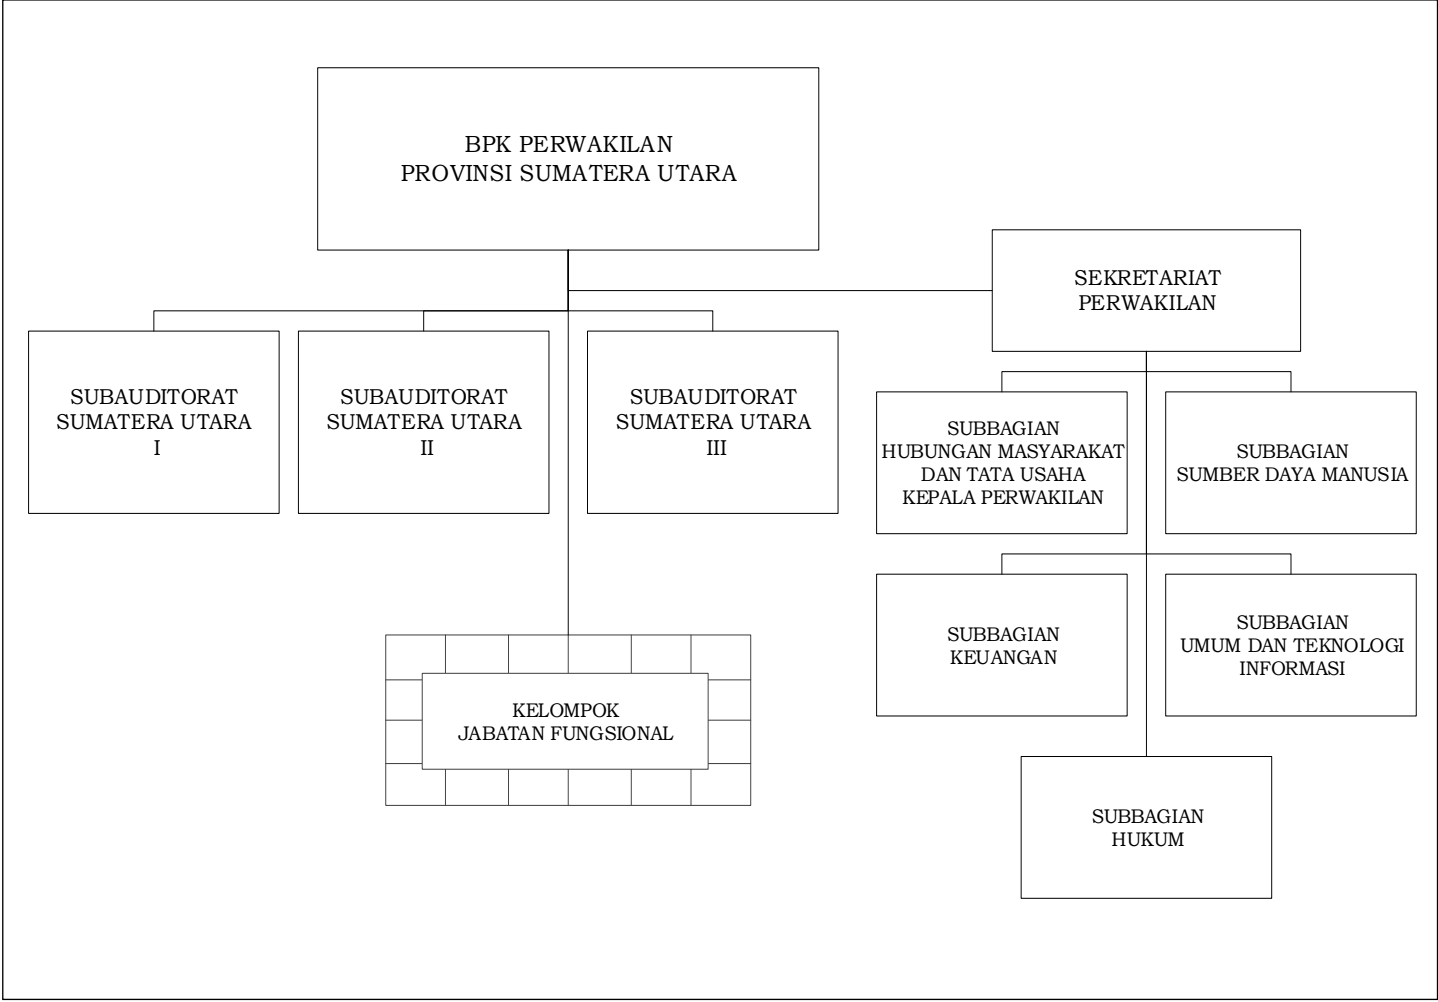 BPK PERWAKILAN
PROVINSI SUMATERA UTARA
SEKRETARIAT
PERWAKILAN
SUBAUDITORAT
SUMATERA UTARA
I
SUBAUDITORAT
SUMATERA UTARA
II
SUBAUDITORAT
SUMATERA UTARA
III
SUBBAGIAN
HUBUNGAN MASYARAKAT
DAN TATA USAHA
KEPALA PERWAKILAN
SUBBAGIAN
SUMBER DAYA MANUSIA
SUBBAGIAN
KEUANGAN
SUBBAGIAN
UMUM DAN TEKNOLOGI
INFORMASI
KELOMPOK
JABATAN FUNGSIONAL
SUBBAGIAN
HUKUM